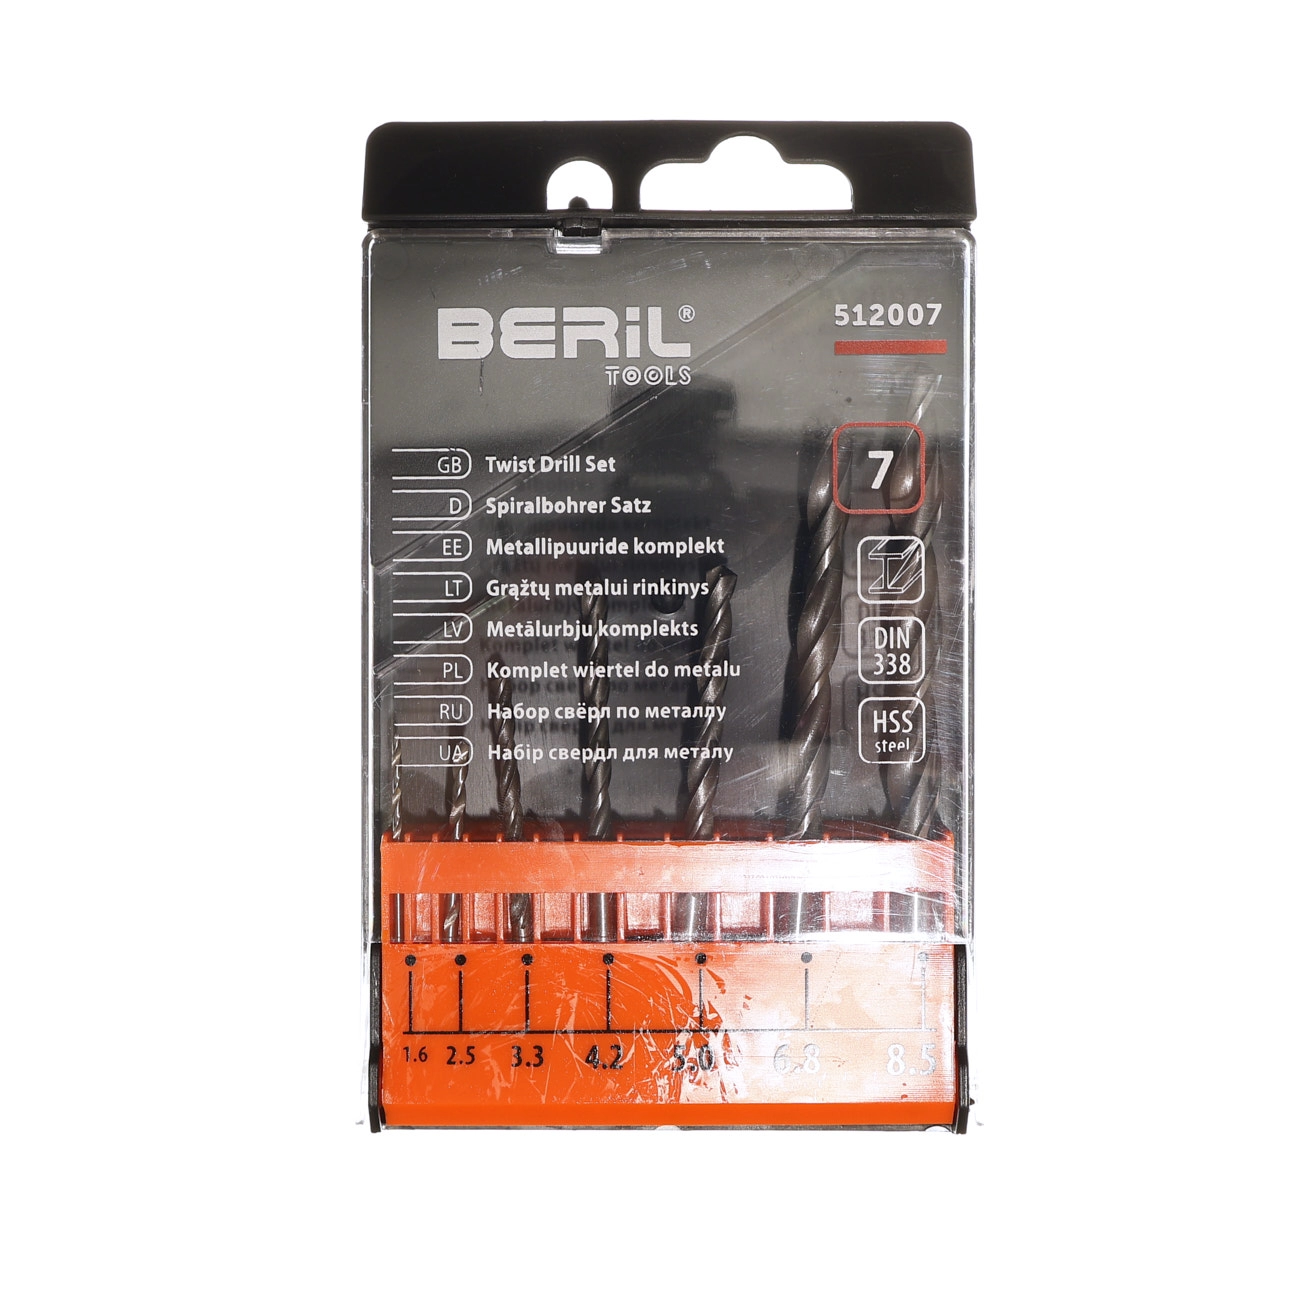 BERiL®
TOOLS
512007
7
GB Twist Drill Set
D Spiralbohrer Satz
EE Metallipuuride komplekt
LT Grąžtų metalui rinkinys
LV Metālurbju komplekts
PL Komplet wiertel do metalu
RU Набор свёрл по металлу
UA Набір свердл для металу
DIN
338
HSS
steel
1.6 2.5 3.3 4.2 5.0 6.8 8.5